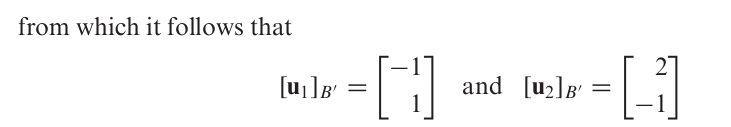 from which it follows that
[u₁]B′ = [−1 1] and [u₂]B′ = [2 −1]